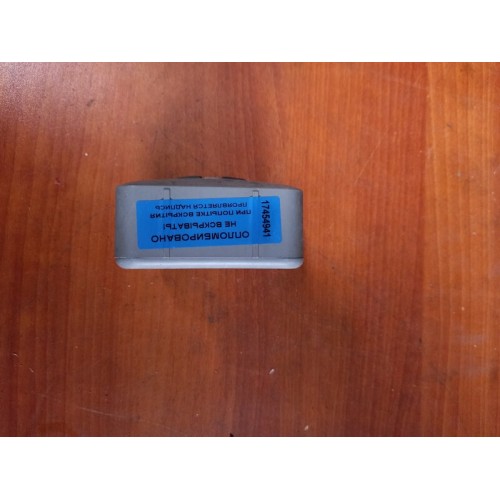 ОПЛОМБИРОВАНО
НЕ ВСКРЫВАТЬ!
ПРИ ПОПЫТКЕ ВСКРЫТИЯ
ПРОЯВЛЯЕТСЯ НАДПИСЬ
17454941